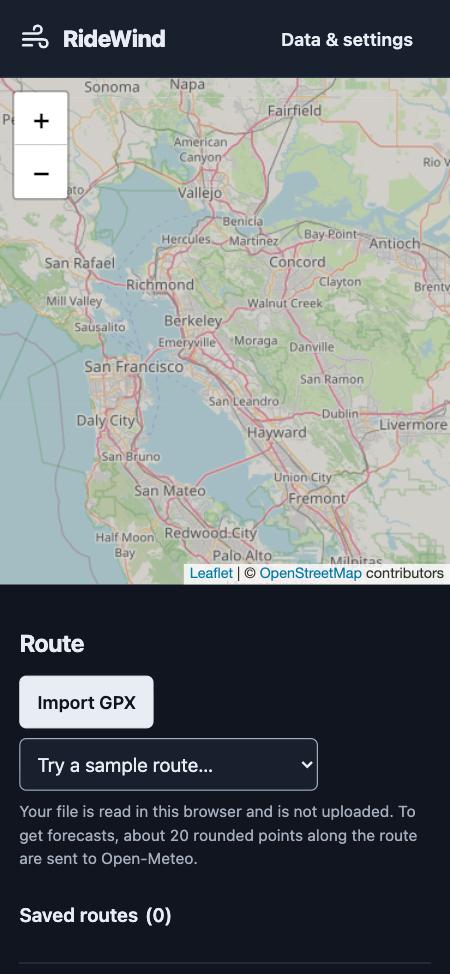 RideWind
Data & settings
+
−
Sonoma
Napa
Fairfield
American
Canyon
Rio V
Vallejo
Benicia
Hercules
Martinez
Bay Point
Antioch
San Rafael
Concord
Richmond
Clayton
Brentw
Mill Valley
Walnut Creek
Sausalito
Berkeley
Emeryville
Moraga
Danville
San Francisco
San Ramon
San Leandro
Daly City
Dublin
Hayward
Livermore
San Bruno
Union City
San Mateo
Fremont
Half Moon
Bay
Redwood City
Palo Alto
Milpitas
Leaflet | © OpenStreetMap contributors
Route
Import GPX
Try a sample route...
Your file is read in this browser and is not uploaded. To
get forecasts, about 20 rounded points along the route
are sent to Open-Meteo.
Saved routes (0)